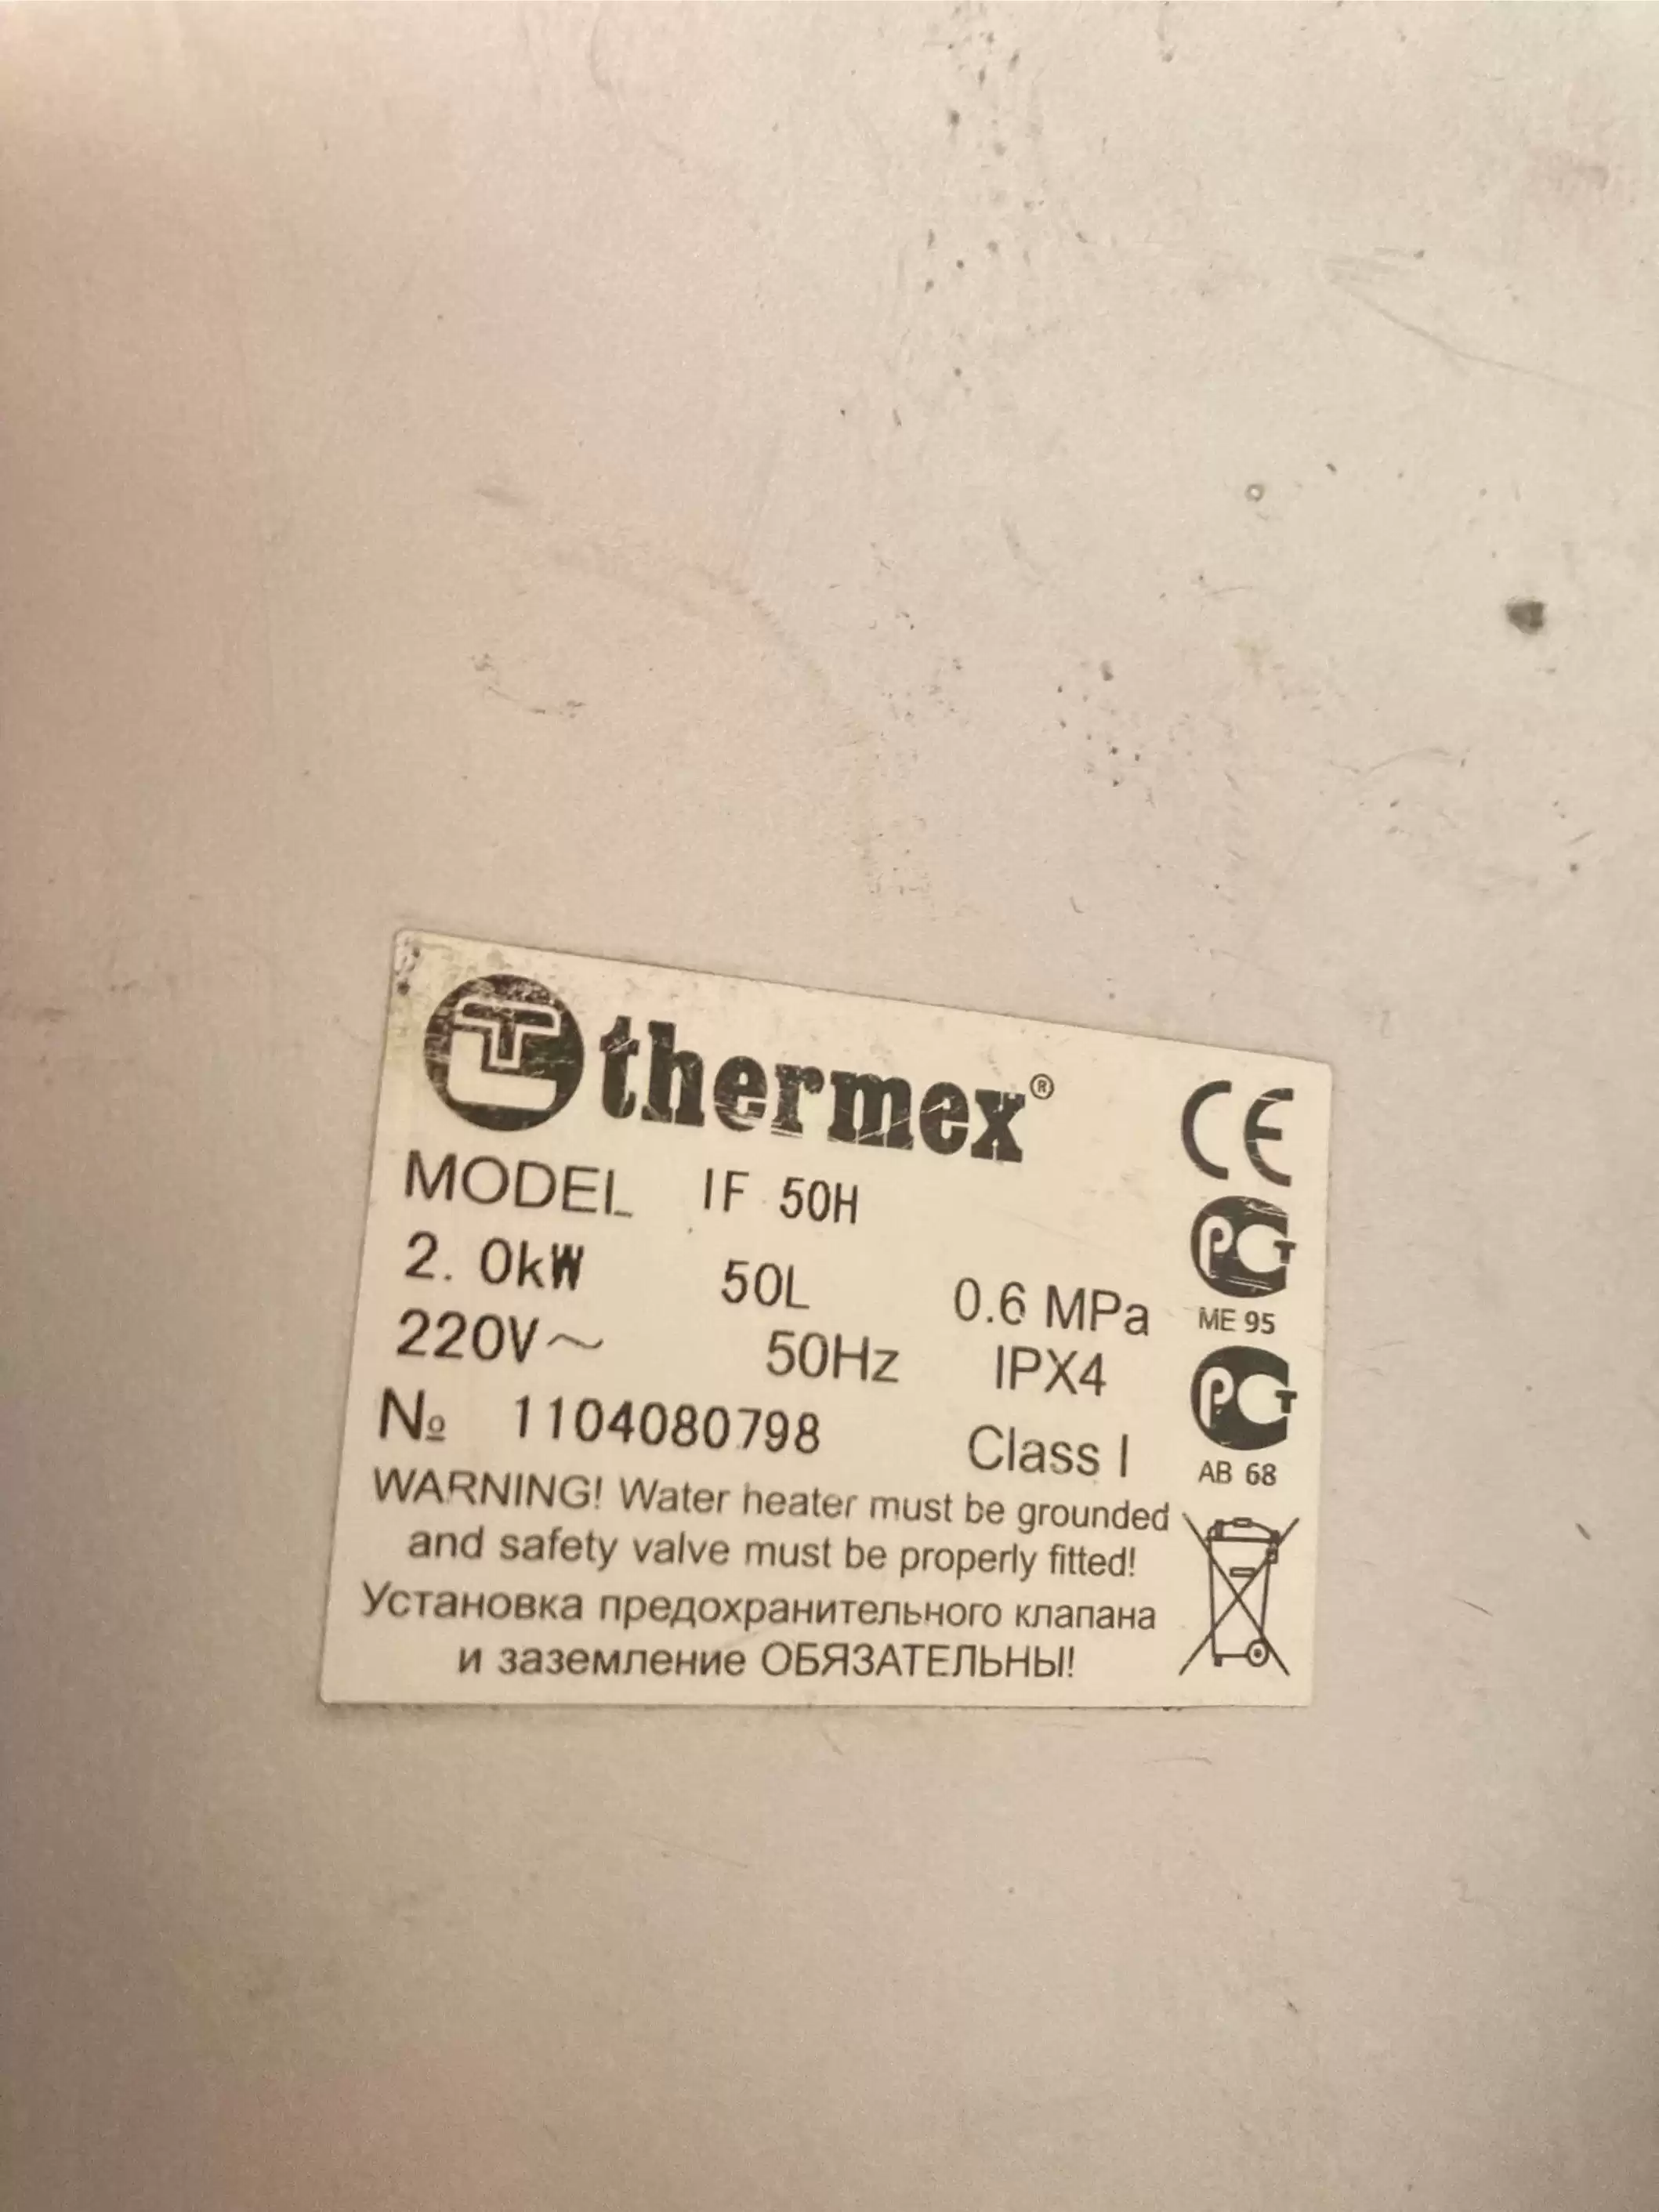 thermex®
CE
MODEL IF 50H
2.0kW 50L 0.6 MPa
РСТ
ME 95
220V~ 50Hz IPX4
№ 1104080798 Class I
РСТ
AB 68
WARNING! Water heater must be grounded
and safety valve must be properly fitted!
Установка предохранительного клапана
и заземление ОБЯЗАТЕЛЬНЫ!